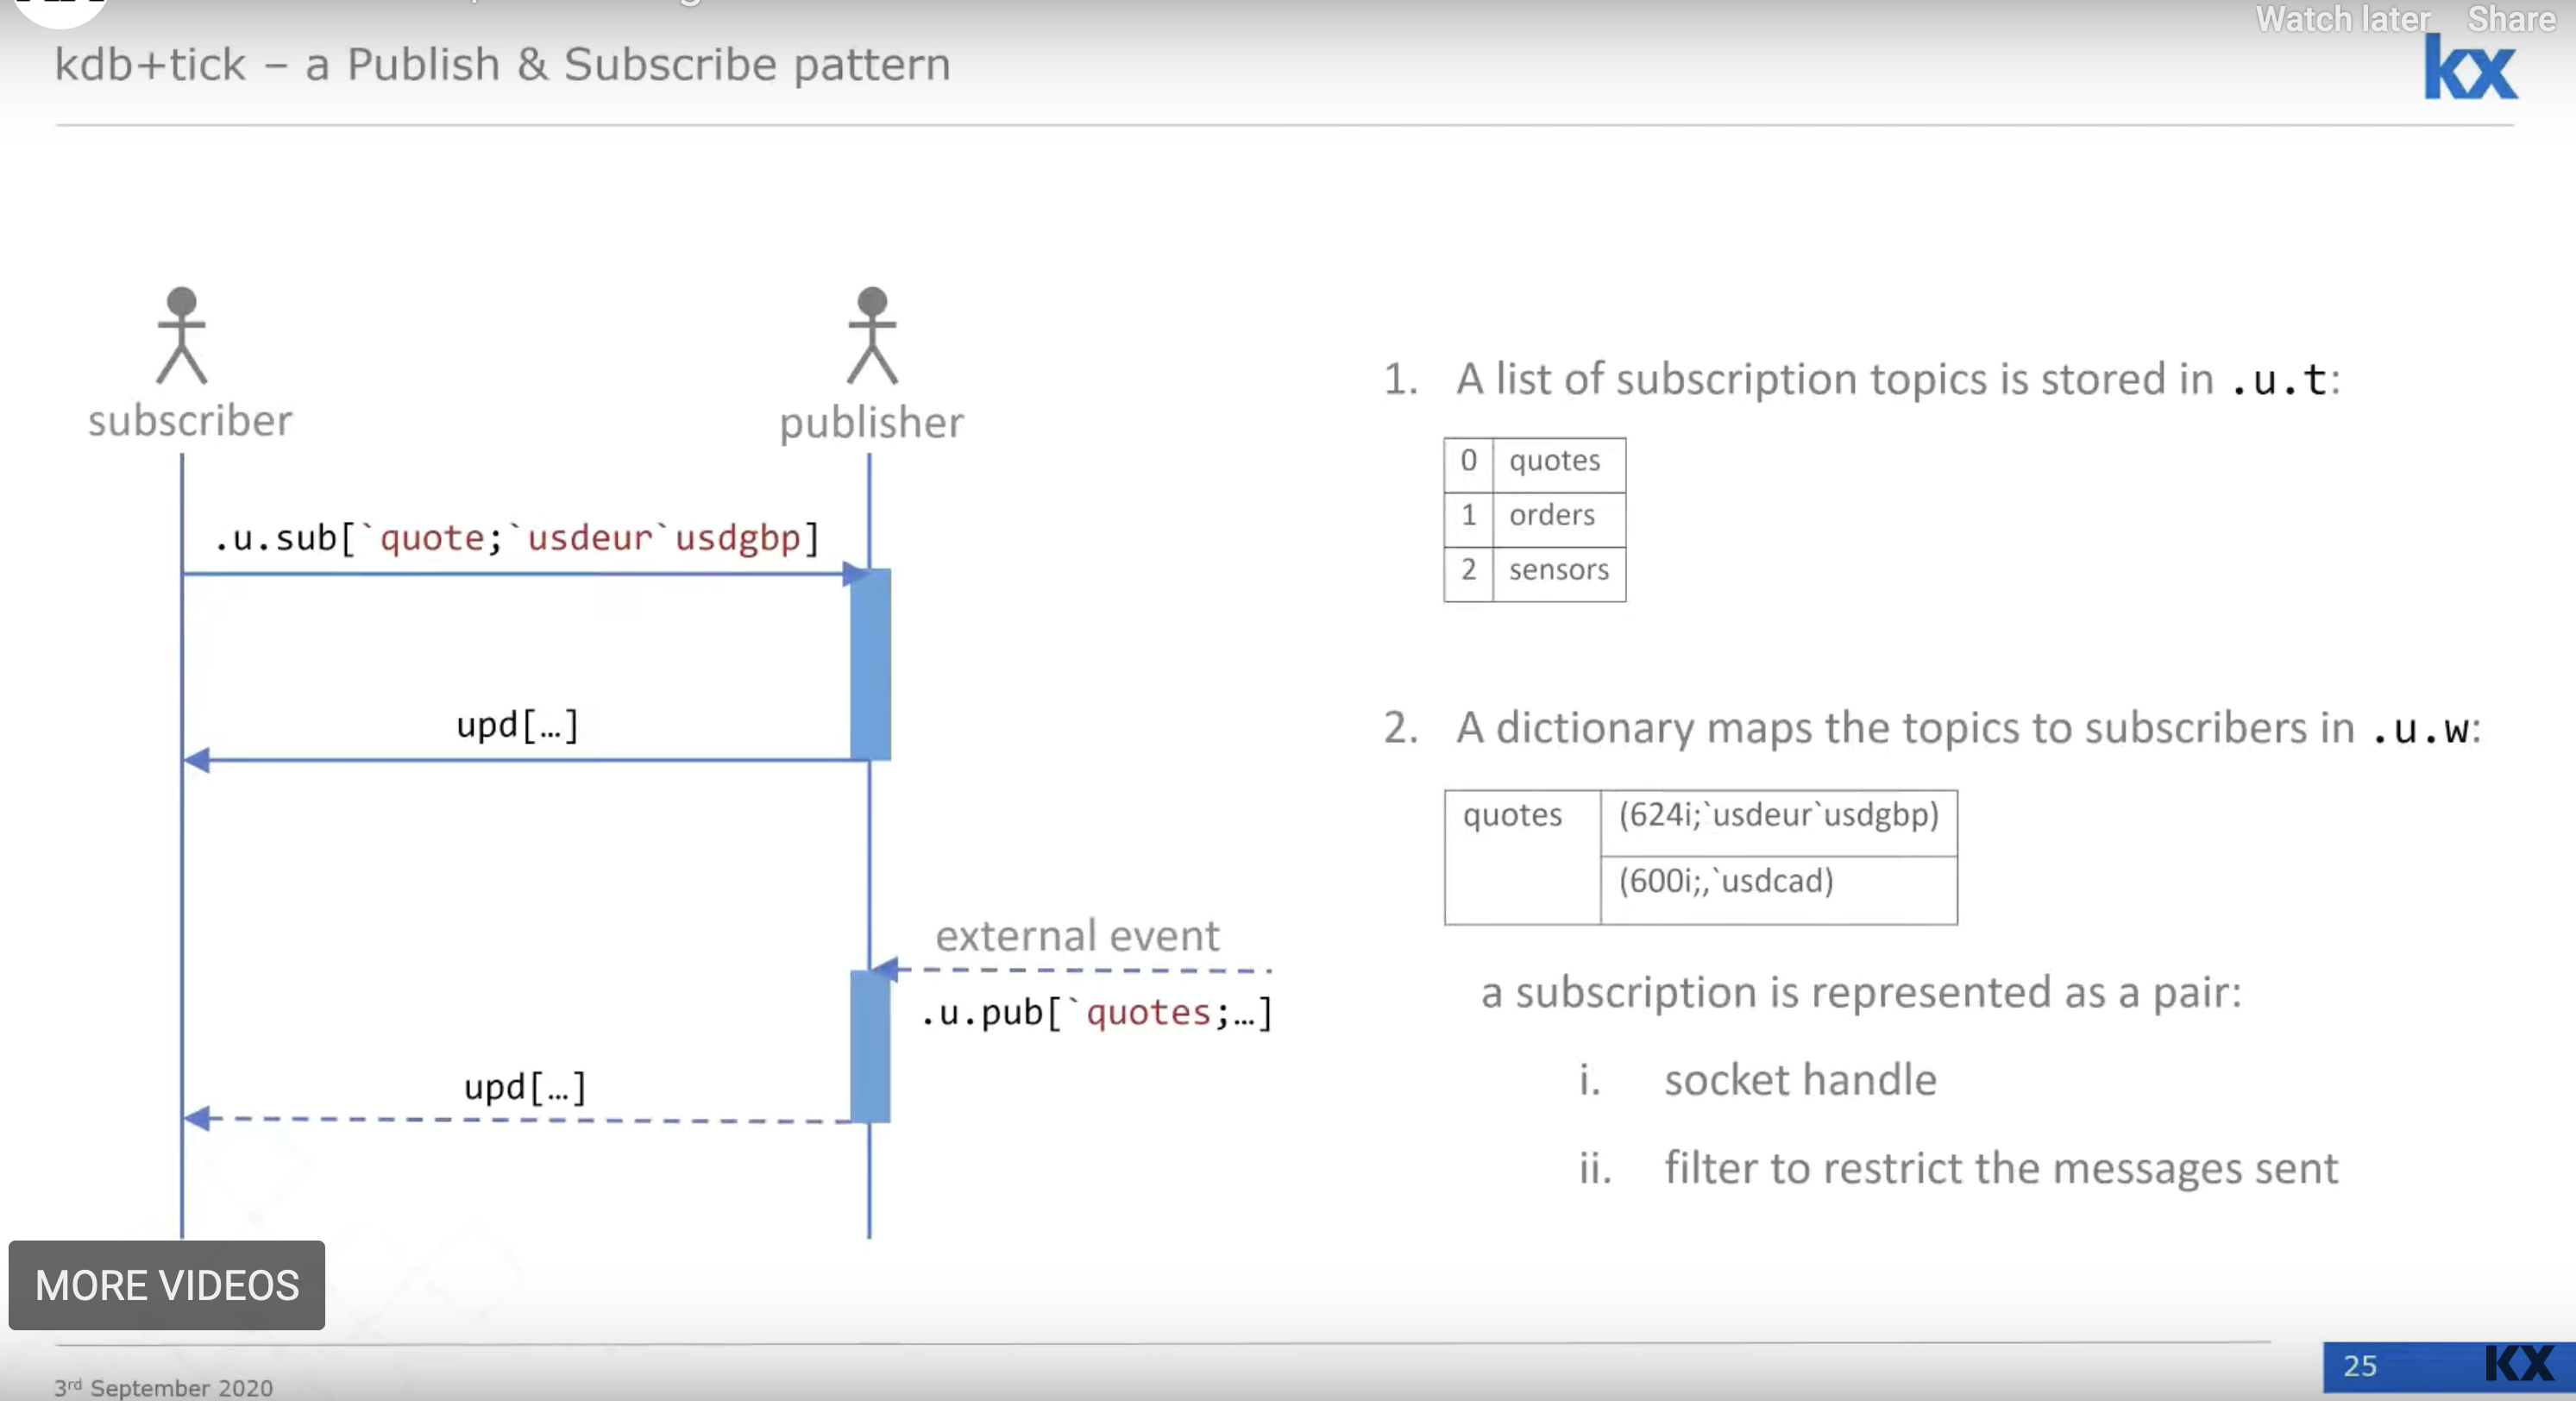 Watch later Share
kdb+tick – a Publish & Subscribe pattern
kx
subscriber
publisher
.u.sub[`quote;`usdeur`usdgbp]
upd[…]
external event
.u.pub[`quotes;…]
upd[…]
1. A list of subscription topics is stored in .u.t:
0 quotes
1 orders
2 sensors
2. A dictionary maps the topics to subscribers in .u.w:
quotes (624i;`usdeur`usdgbp)
(600i;,`usdcad)
a subscription is represented as a pair:
i. socket handle
ii. filter to restrict the messages sent
MORE VIDEOS
3rd September 2020
25
KX